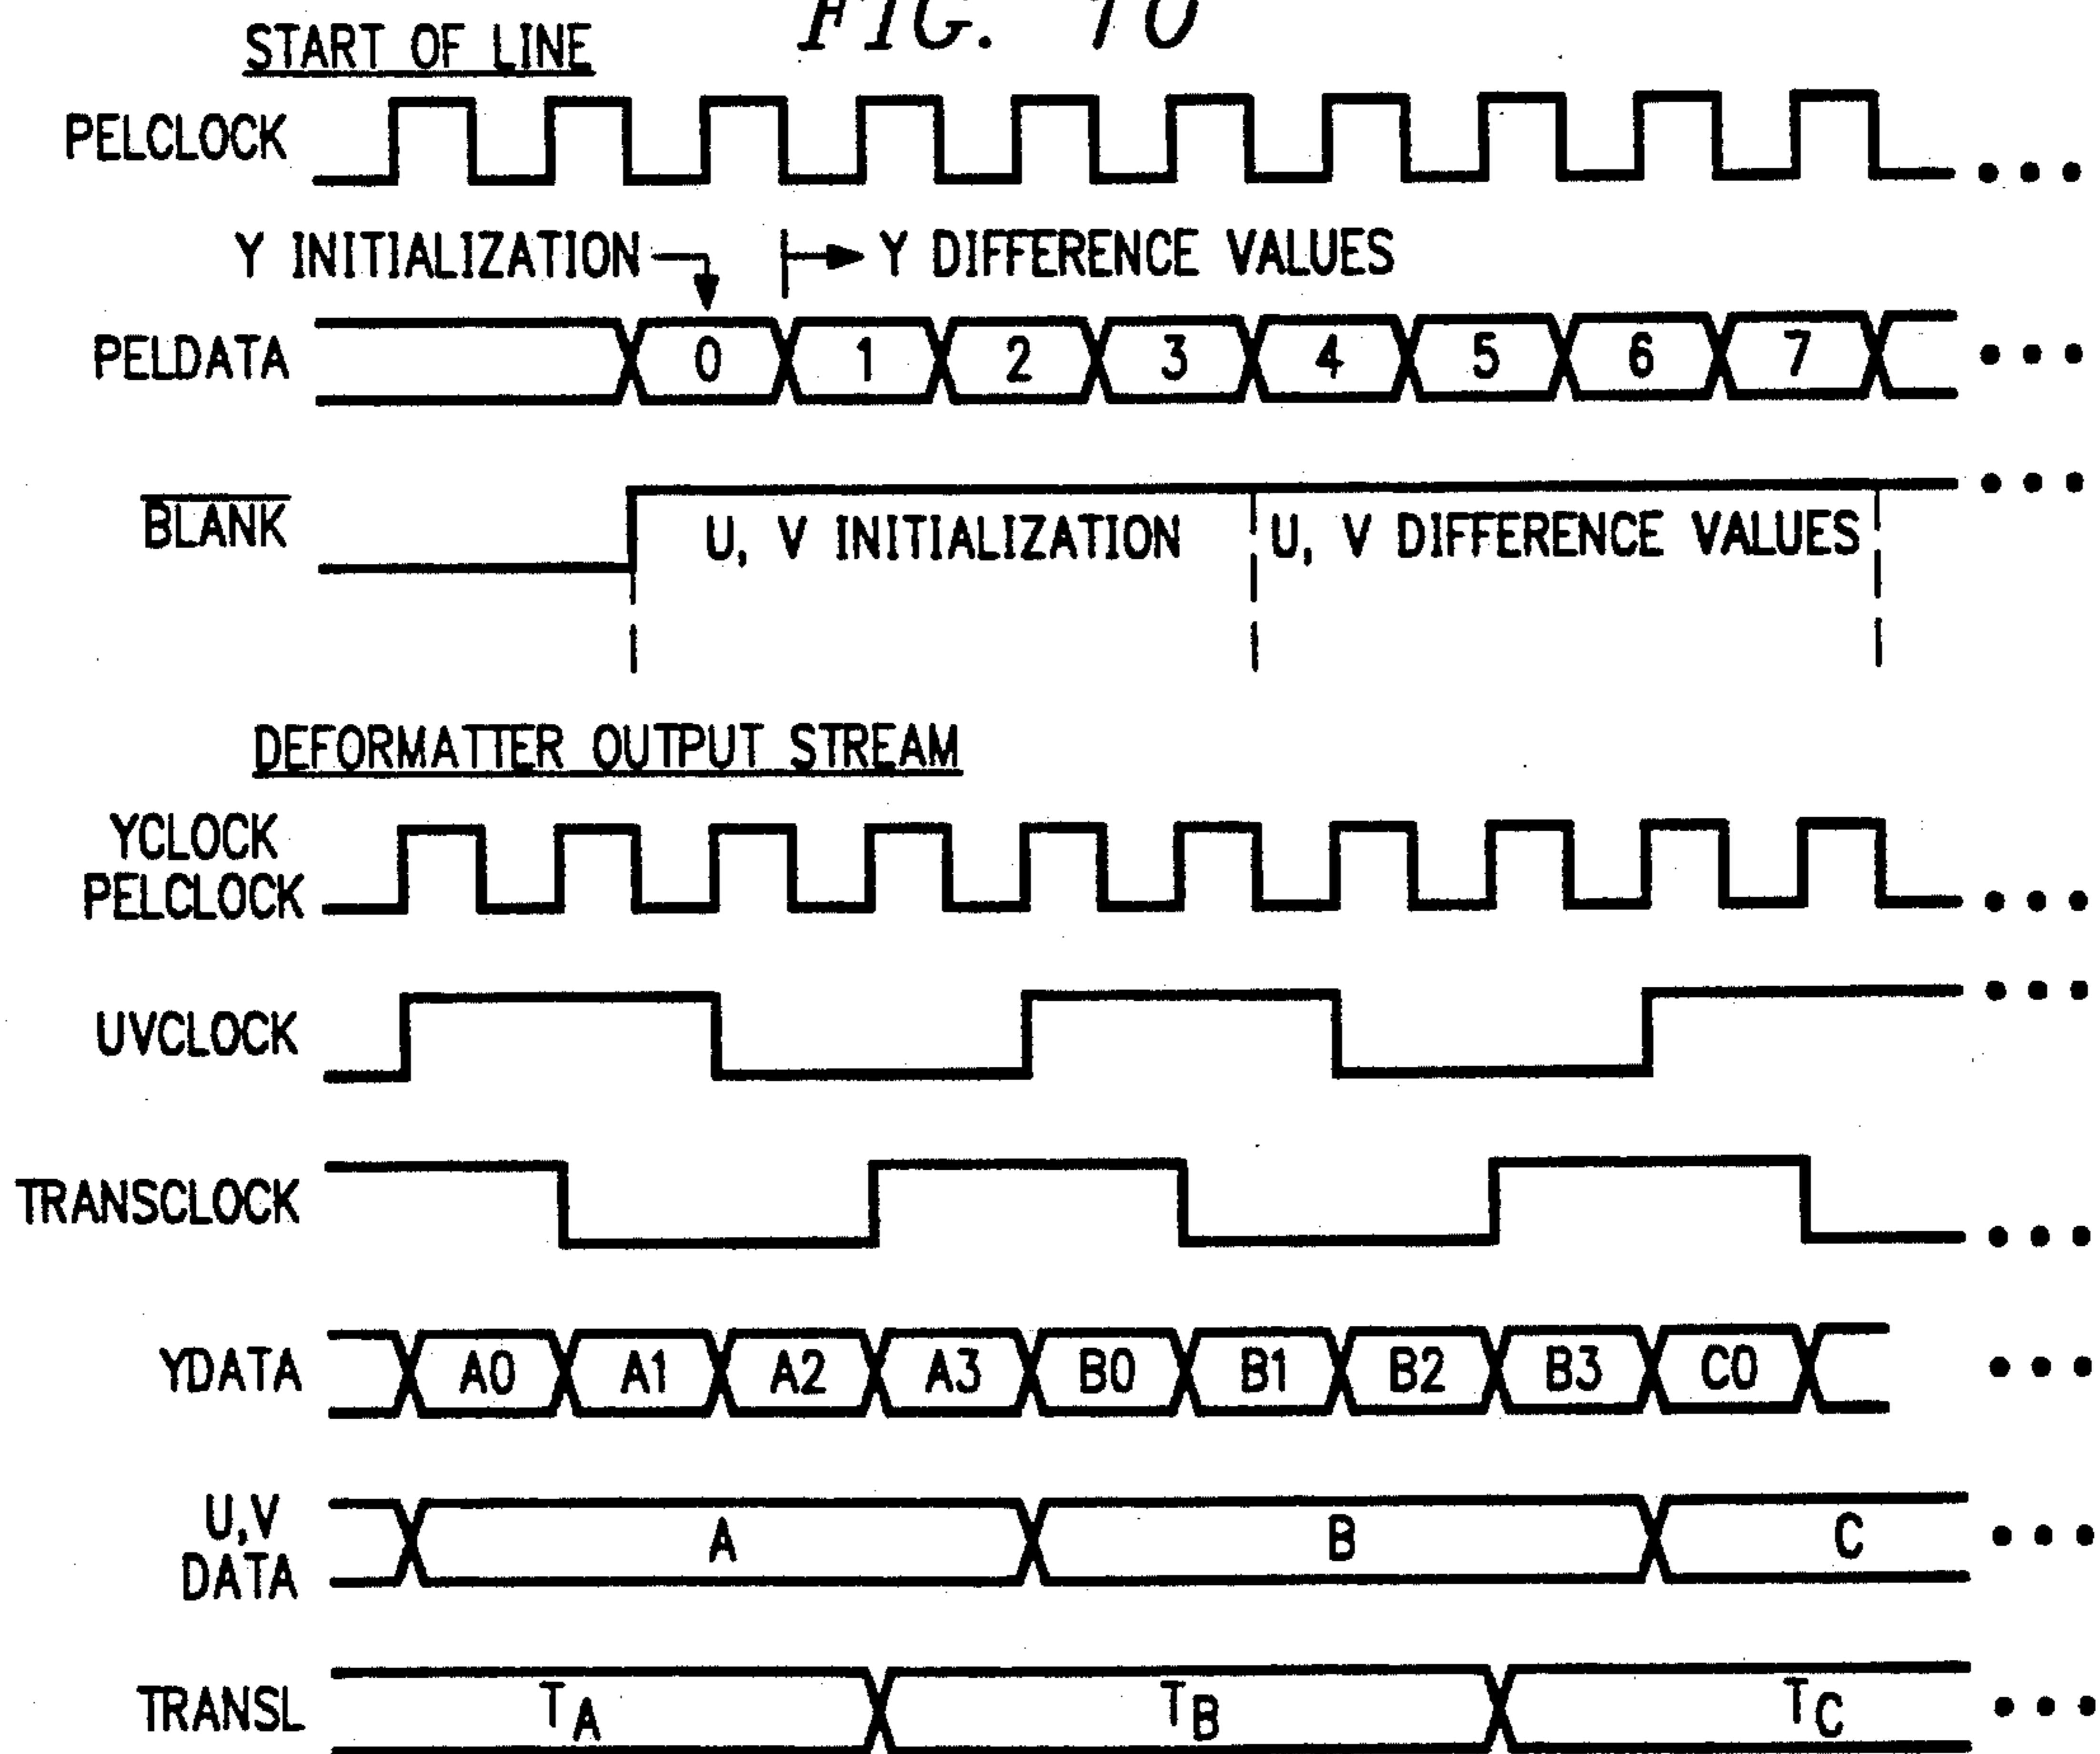 FIG. 10
START OF LINE
PELCLOCK
Y INITIALIZATION
Y DIFFERENCE VALUES
PELDATA
0 1 2 3 4 5 6 7
BLANK
U, V INITIALIZATION
U, V DIFFERENCE VALUES
DEFORMATTER OUTPUT STREAM
YCLOCK
PELCLOCK
UVCLOCK
TRANSCLOCK
YDATA
A0 A1 A2 A3 B0 B1 B2 B3 C0
U,V
DATA
A B C
TRANSL
TA TB TC